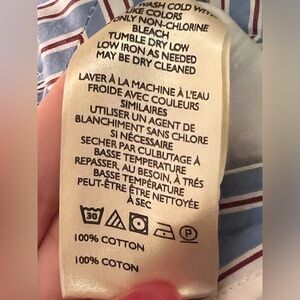 WASH COLD WITH
LIKE COLORS
ONLY NON-CHLORINE
BLEACH
TUMBLE DRY LOW
LOW IRON AS NEEDED
MAY BE DRY CLEANED
LAVER À LA MACHINE À L'EAU
FROIDE AVEC COULEURS
SIMILAIRES
UTILISER UN AGENT DE
BLANCHIMENT SANS CHLORE
SI NÉCESSAIRE
SECHER PAR CULBUTAGE À
BASSE TEMPERATURE
REPASSER, AU BESOIN, À TRÈS
BASSE TEMPÉRATURE
PEUT-ÊTRE ÊTRE NETTOYÉE
À SEC
30 P
100% COTTON
100% COTON